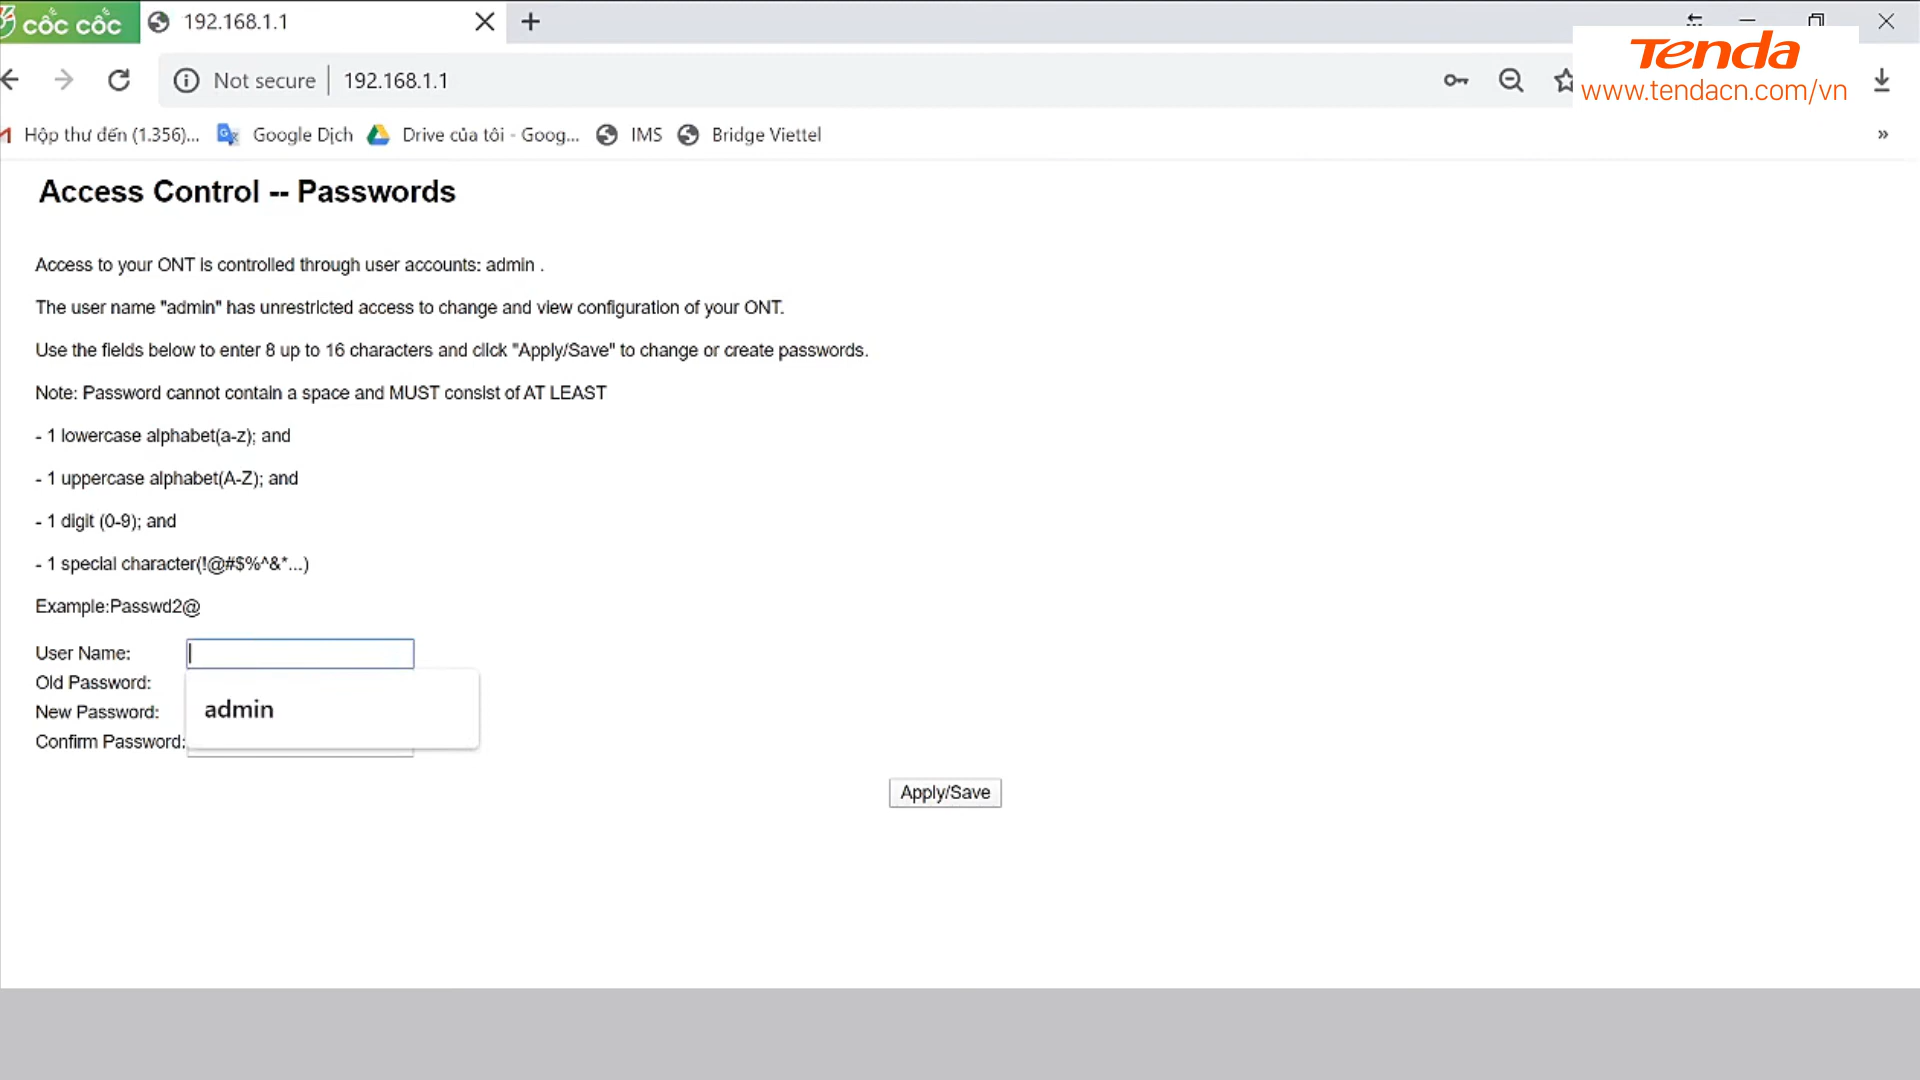 cốc cốc
192.168.1.1
Not secure
192.168.1.1
Tenda
www.tendacn.com/vn
Hộp thư đến (1.356)...
Google Dịch
Drive của tôi - Goog...
IMS
Bridge Viettel
»
Access Control -- Passwords
Access to your ONT is controlled through user accounts: admin .
The user name "admin" has unrestricted access to change and view configuration of your ONT.
Use the fields below to enter 8 up to 16 characters and click "Apply/Save" to change or create passwords.
Note: Password cannot contain a space and MUST consist of AT LEAST
- 1 lowercase alphabet(a-z); and
- 1 uppercase alphabet(A-Z); and
- 1 digit (0-9); and
- 1 special character(!@#$%^&*...)
Example:Passwd2@
User Name:
Old Password:
New Password:
admin
Confirm Password:
Apply/Save